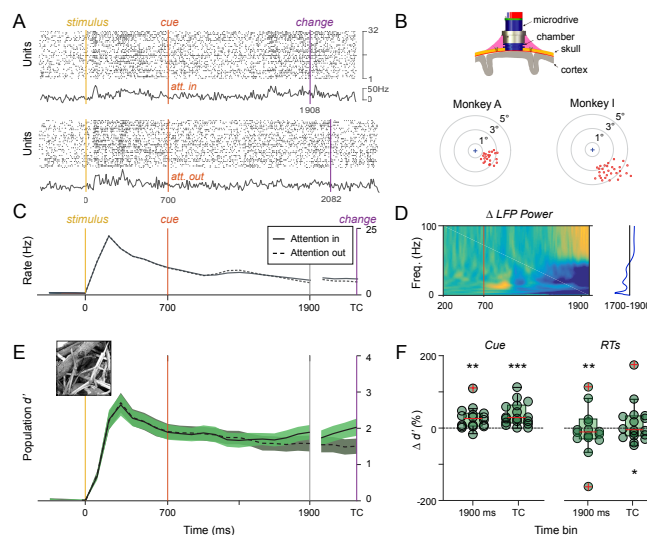 A
stimulus
cue
change
32
Units
1
att. in
50Hz
0
1908
Units
att. out
0
700
2082
B
microdrive
chamber
skull
cortex
Monkey A
Monkey I
5°
3°
1°
5°
3°
1°
C
stimulus
cue
change
25
Attention in
Attention out
Rate (Hz)
0
0
700
1900
TC
D
Δ LFP Power
100
Freq. (Hz)
0
200
700
1900
1700-1900
E
4
3
2
1
0
Population d'
0
700
1900
TC
Time (ms)
F
Cue
RTs
200
**
***
**
Δ d' (%)
0
*
-200
1900 ms
TC
1900 ms
TC
Time bin